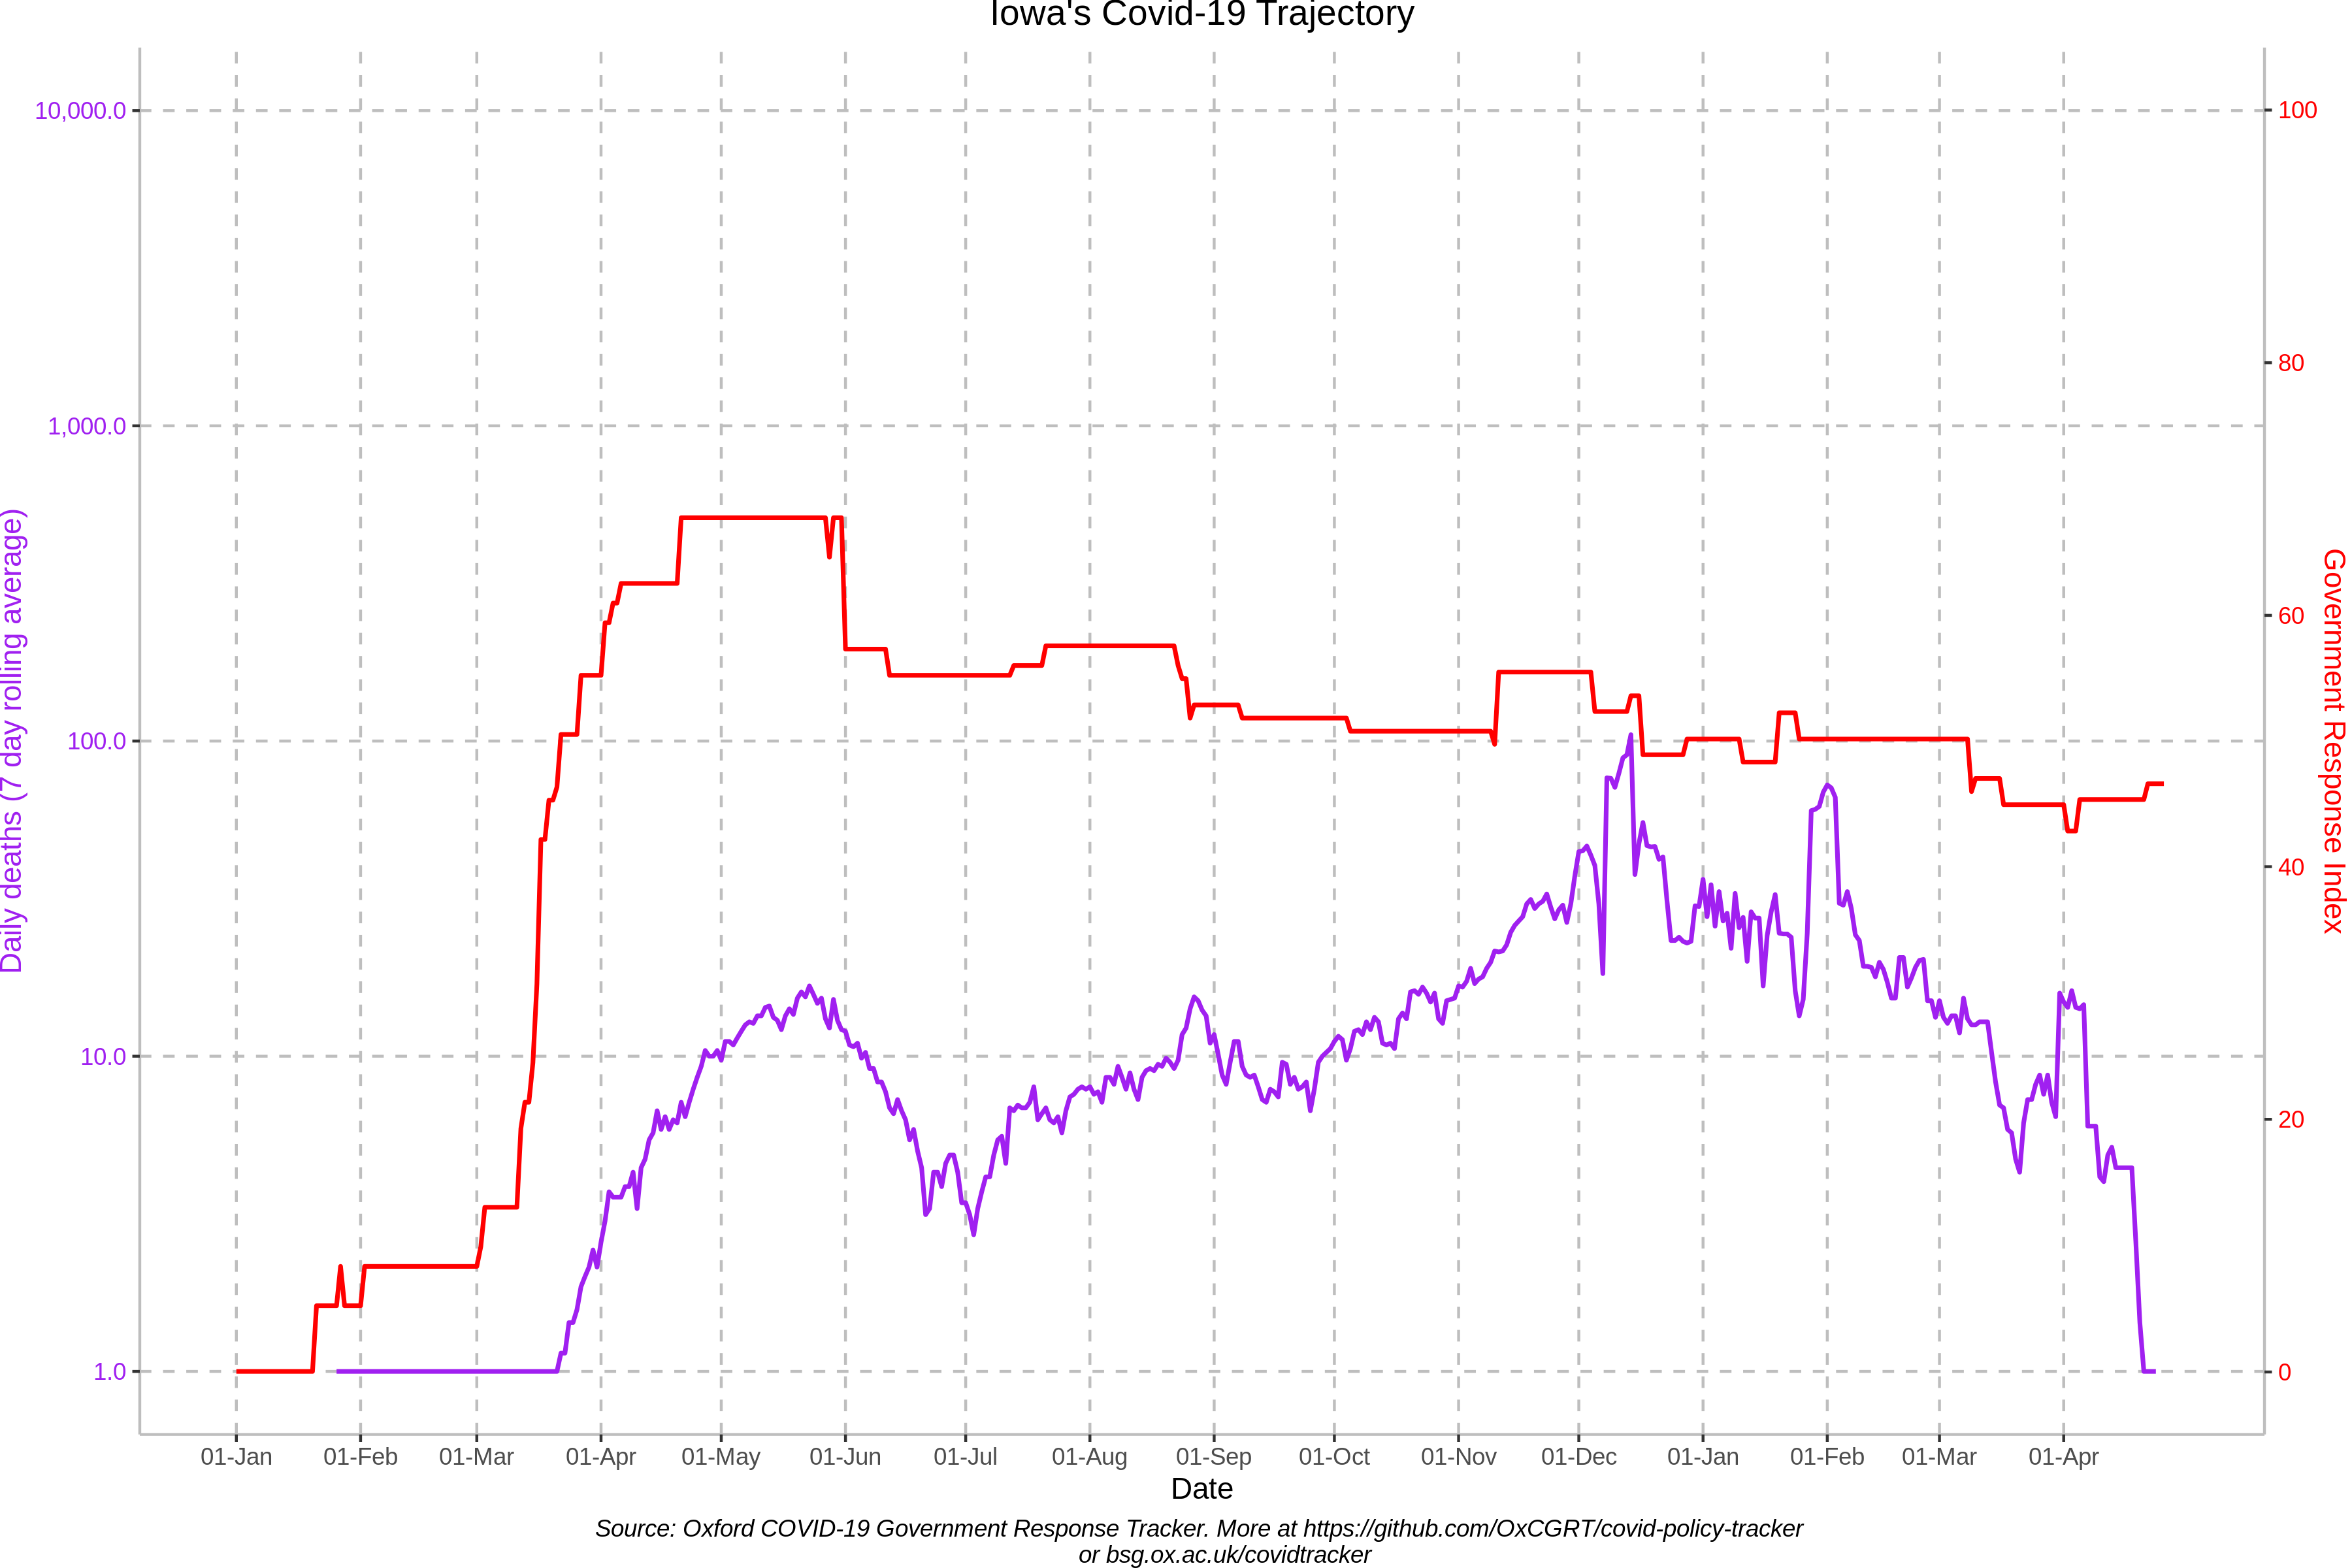 Iowa's Covid-19 Trajectory
10,000.0
1,000.0
100.0
10.0
1.0
Daily deaths (7 day rolling average)
100
80
60
40
20
0
Government Response Index
01-Jan 01-Feb 01-Mar 01-Apr 01-May 01-Jun 01-Jul 01-Aug 01-Sep 01-Oct 01-Nov 01-Dec 01-Jan 01-Feb 01-Mar 01-Apr
Date
Source: Oxford COVID-19 Government Response Tracker. More at https://github.com/OxCGRT/covid-policy-tracker
or bsg.ox.ac.uk/covidtracker